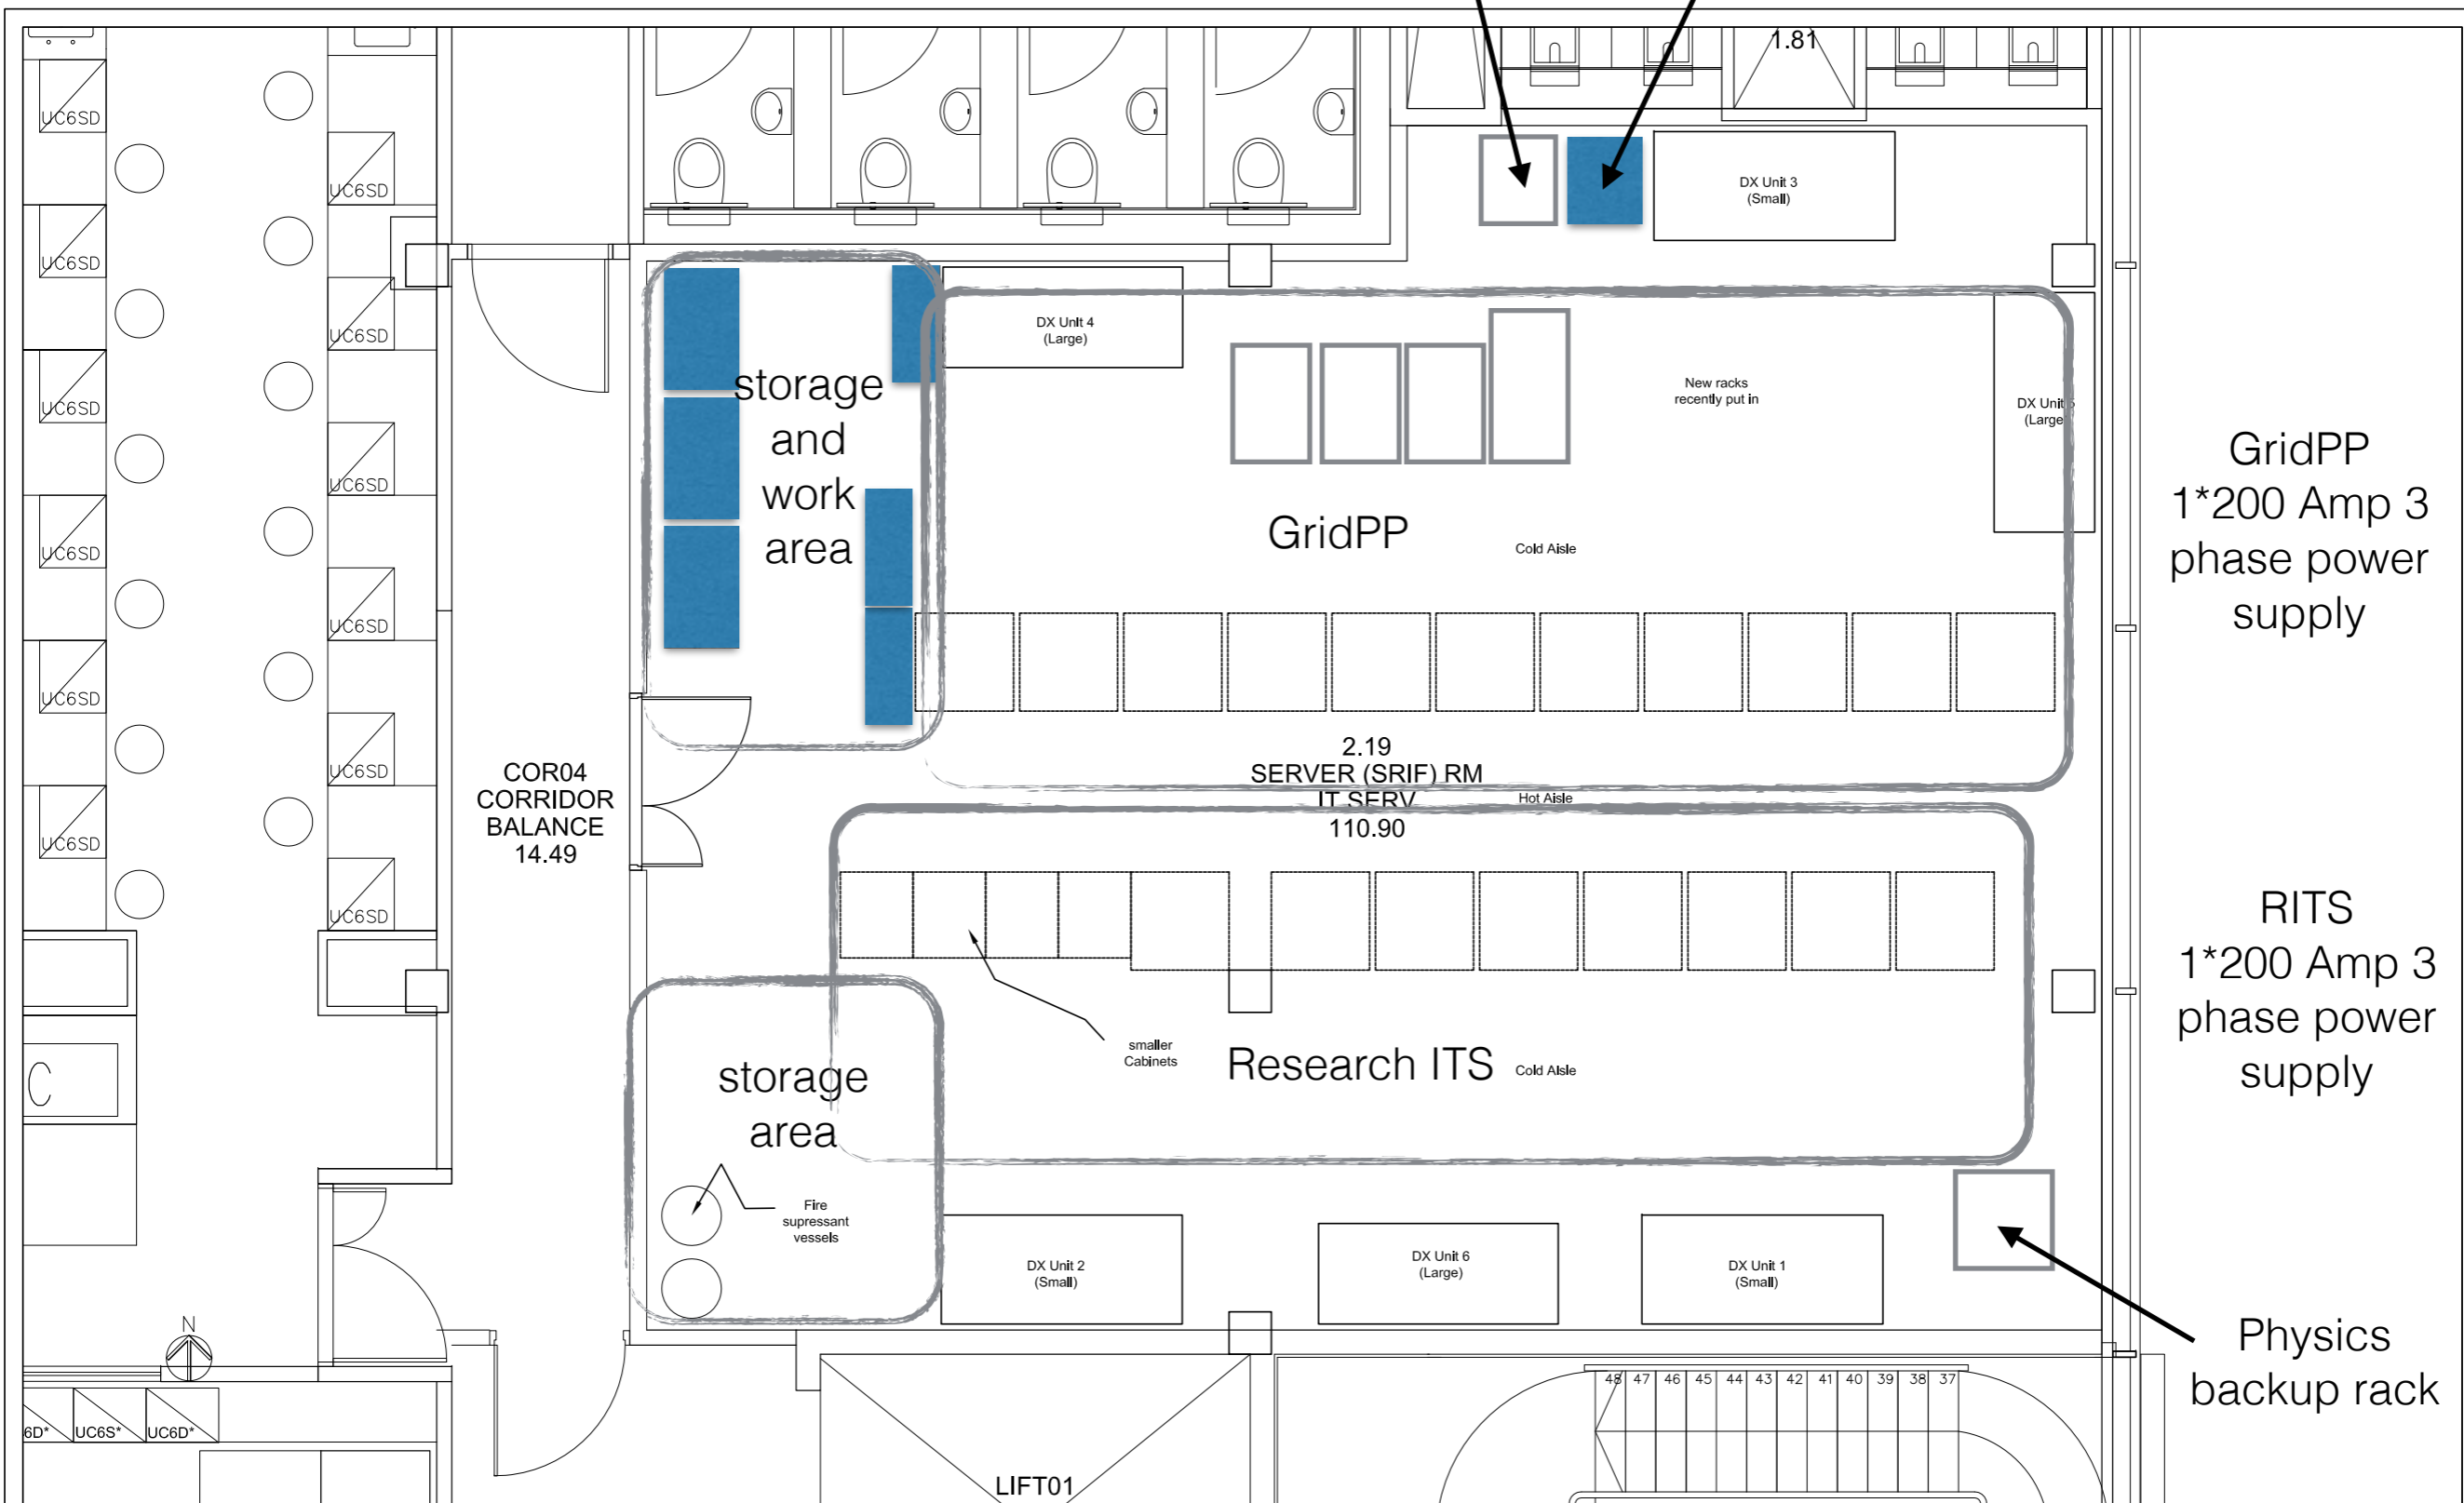 1.81
UC6SD
UC6SD
UC6SD
UC6SD
UC6SD
UC6SD
UC6SD
UC6SD
UC6SD
UC6SD
UC6SD
UC6SD
DX Unit 3
(Small)
DX Unit 4
(Large)
New racks
recently put in
DX Unit 5
(Large
storage
and
work
area
GridPP
Cold Aisle
GridPP
1*200 Amp 3
phase power
supply
2.19
SERVER (SRIF) RM
IT SERV
110.90
Hot Aisle
COR04
CORRIDOR
BALANCE
14.49
smaller
Cabinets
Research ITS
Cold Aisle
RITS
1*200 Amp 3
phase power
supply
storage
area
Fire
supressant
vessels
DX Unit 2
(Small)
DX Unit 6
(Large)
DX Unit 1
(Small)
Physics
backup rack
N
6D*
UC6S*
UC6D*
LIFT01
48 47 46 45 44 43 42 41 40 39 38 37